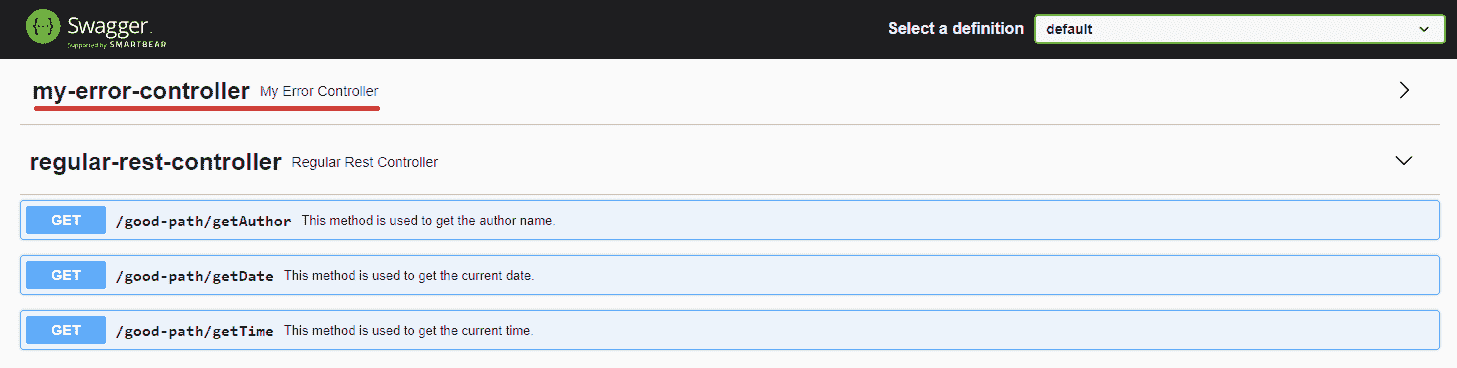 {...} Swagger.
Supported by SMARTBEAR
Select a definition default
my-error-controller My Error Controller
regular-rest-controller Regular Rest Controller
GET /good-path/getAuthor This method is used to get the author name.
GET /good-path/getDate This method is used to get the current date.
GET /good-path/getTime This method is used to get the current time.